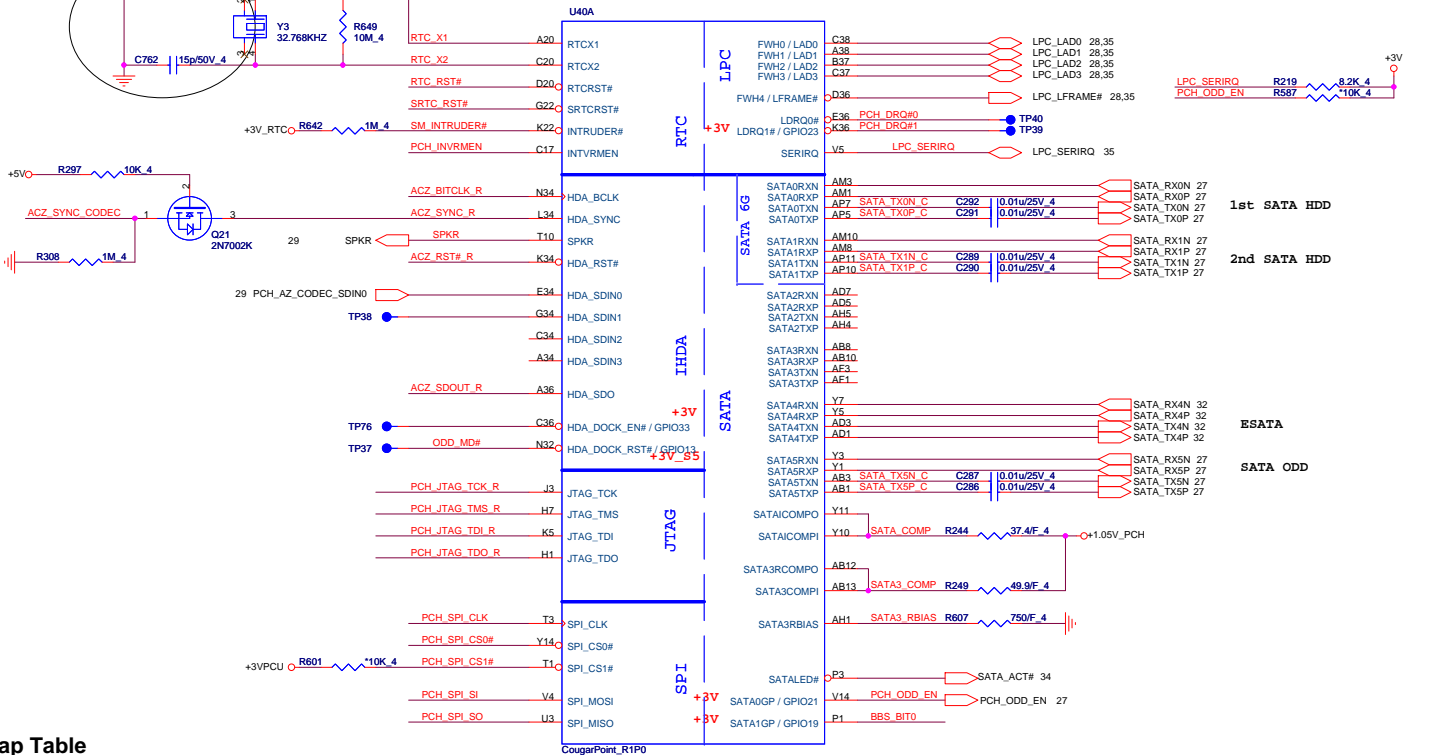 U40A
Y3
32.768KHZ
R649
10M_4
C762 15p/50V_4
RTC_X1 A20 RTCX1
RTC_X2 C20 RTCX2
RTC_RST# D20 RTCRST#
SRTC_RST# G22 SRTCRST#
+3V_RTC R642 1M_4 SM_INTRUDER# K22 INTRUDER#
PCH_INVRMEN C17 INTVRMEN
RTC
LPC
+3V
FWH0 / LAD0 C38 LPC_LAD0 28,35
FWH1 / LAD1 A38 LPC_LAD1 28,35
FWH2 / LAD2 B37 LPC_LAD2 28,35
FWH3 / LAD3 C37 LPC_LAD3 28,35
FWH4 / LFRAME# D36 LPC_LFRAME# 28,35
LDRQ0# E36 PCH_DRQ#0 TP40
LDRQ1# / GPIO23 K36 PCH_DRQ#1 TP39
SERIRQ V5 LPC_SERIRQ LPC_SERIRQ 35
+3V
LPC_SERIRQ R219 8.2K_4
PCH_ODD_EN R587 *10K_4
+5V R297 10K_4
2
ACZ_SYNC_CODEC 1 3
Q21
2N7002K
R308 1M_4
ACZ_BITCLK_R N34 HDA_BCLK
ACZ_SYNC_R L34 HDA_SYNC
29 SPKR SPKR T10 SPKR
ACZ_RST#_R K34 HDA_RST#
29 PCH_AZ_CODEC_SDIN0 E34 HDA_SDIN0
TP38 G34 HDA_SDIN1
C34 HDA_SDIN2
A34 HDA_SDIN3
ACZ_SDOUT_R A36 HDA_SDO
+3V
TP76 C36 HDA_DOCK_EN# / GPIO33
TP37 ODD_MD# N32 HDA_DOCK_RST# / GPIO13
+3V_S5
IHDA
SATA
SATA 6G
SATA0RXN AM3 SATA_RX0N 27
SATA0RXP AM1 SATA_RX0P 27
SATA0TXN AP7 SATA_TX0N_C C292 0.01u/25V_4 SATA_TX0N 27
SATA0TXP AP5 SATA_TX0P_C C291 0.01u/25V_4 SATA_TX0P 27
1st SATA HDD
SATA1RXN AM10 SATA_RX1N 27
SATA1RXP AM8 SATA_RX1P 27
SATA1TXN AP11 SATA_TX1N_C C289 0.01u/25V_4 SATA_TX1N 27
SATA1TXP AP10 SATA_TX1P_C C290 0.01u/25V_4 SATA_TX1P 27
2nd SATA HDD
SATA2RXN AD7
SATA2RXP AD5
SATA2TXN AH5
SATA2TXP AH4
SATA3RXN AB8
SATA3RXP AB10
SATA3TXN AF3
SATA3TXP AF1
SATA4RXN Y7 SATA_RX4N 32
SATA4RXP Y5 SATA_RX4P 32
SATA4TXN AD3 SATA_TX4N 32
SATA4TXP AD1 SATA_TX4P 32
ESATA
SATA5RXN Y3 SATA_RX5N 27
SATA5RXP Y1 SATA_RX5P 27
SATA5TXN AB3 SATA_TX5N_C C287 0.01u/25V_4 SATA_TX5N 27
SATA5TXP AB1 SATA_TX5P_C C286 0.01u/25V_4 SATA_TX5P 27
SATA ODD
SATAICOMPO Y11
SATAICOMPI Y10 SATA_COMP R244 37.4/F_4 +1.05V_PCH
SATA3RCOMPO AB12
SATA3COMPI AB13 SATA3_COMP R249 49.9/F_4
SATA3RBIAS AH1 SATA3_RBIAS R607 750/F_4
PCH_JTAG_TCK_R J3 JTAG_TCK
PCH_JTAG_TMS_R H7 JTAG_TMS
PCH_JTAG_TDI_R K5 JTAG_TDI
PCH_JTAG_TDO_R H1 JTAG_TDO
JTAG
PCH_SPI_CLK T3 SPI_CLK
PCH_SPI_CS0# Y14 SPI_CS0#
+3VPCU R601 *10K_4 PCH_SPI_CS1# T1 SPI_CS1#
PCH_SPI_SI V4 SPI_MOSI
PCH_SPI_SO U3 SPI_MISO
SPI
SATALED# P3 SATA_ACT# 34
+3V SATA0GP / GPIO21 V14 PCH_ODD_EN PCH_ODD_EN 27
+3V SATA1GP / GPIO19 P1 BBS_BIT0
CougarPoint_R1P0
ap Table